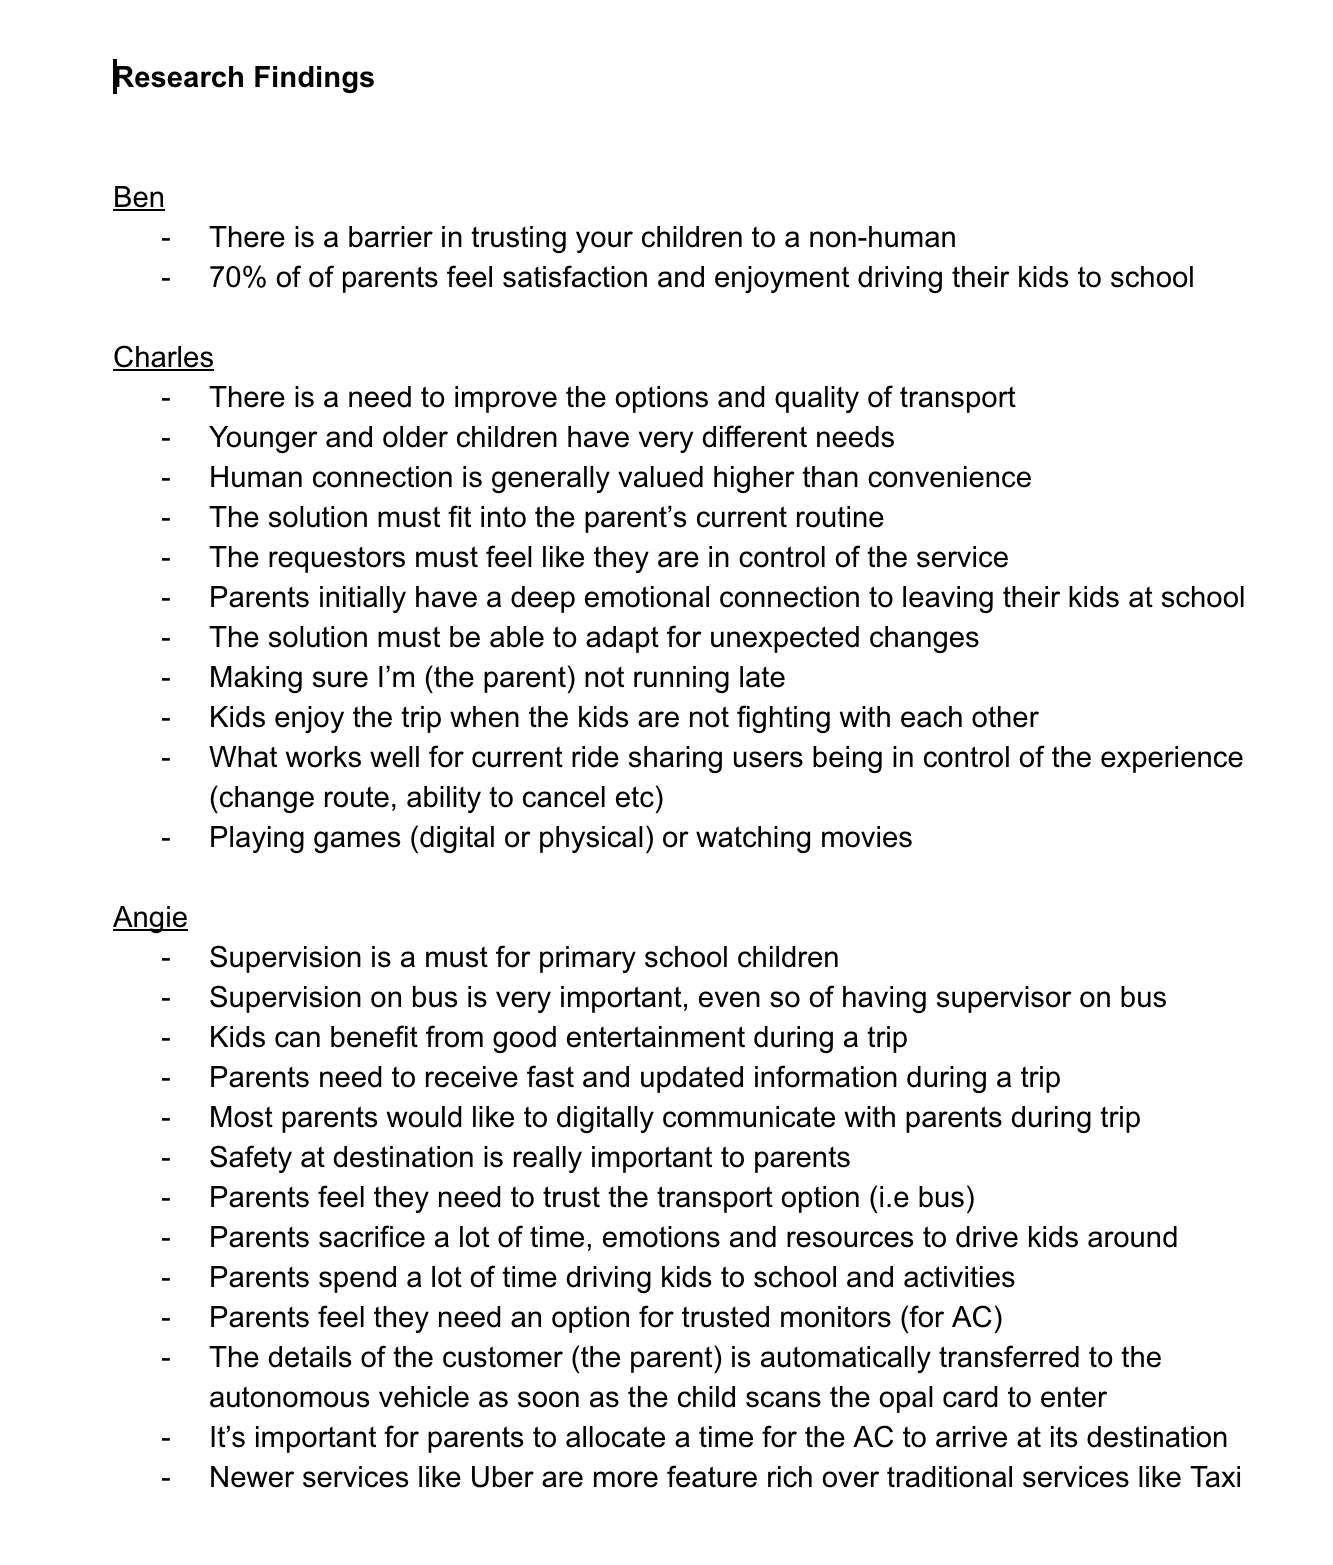 Research Findings
Ben
- There is a barrier in trusting your children to a non-human
- 70% of of parents feel satisfaction and enjoyment driving their kids to school
Charles
- There is a need to improve the options and quality of transport
- Younger and older children have very different needs
- Human connection is generally valued higher than convenience
- The solution must fit into the parent’s current routine
- The requestors must feel like they are in control of the service
- Parents initially have a deep emotional connection to leaving their kids at school
- The solution must be able to adapt for unexpected changes
- Making sure I’m (the parent) not running late
- Kids enjoy the trip when the kids are not fighting with each other
- What works well for current ride sharing users being in control of the experience
(change route, ability to cancel etc)
- Playing games (digital or physical) or watching movies
Angie
- Supervision is a must for primary school children
- Supervision on bus is very important, even so of having supervisor on bus
- Kids can benefit from good entertainment during a trip
- Parents need to receive fast and updated information during a trip
- Most parents would like to digitally communicate with parents during trip
- Safety at destination is really important to parents
- Parents feel they need to trust the transport option (i.e bus)
- Parents sacrifice a lot of time, emotions and resources to drive kids around
- Parents spend a lot of time driving kids to school and activities
- Parents feel they need an option for trusted monitors (for AC)
- The details of the customer (the parent) is automatically transferred to the
autonomous vehicle as soon as the child scans the opal card to enter
- It’s important for parents to allocate a time for the AC to arrive at its destination
- Newer services like Uber are more feature rich over traditional services like Taxi